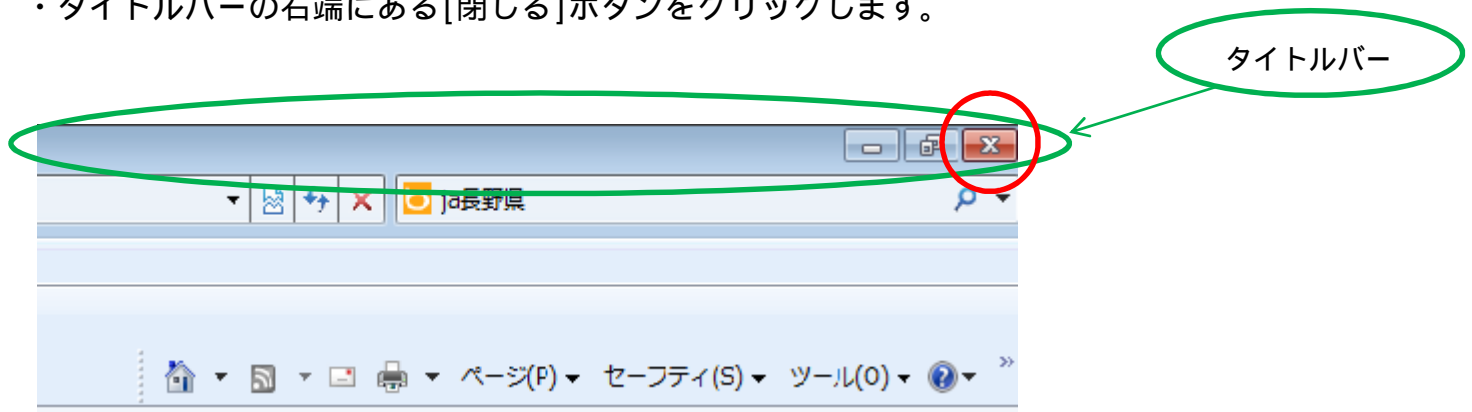 ・タイトルバーの右端にある[閉じる]ボタンをクリックします。
タイトルバー
ja長野県
ページ(P) セーフティ(S) ツール(O)